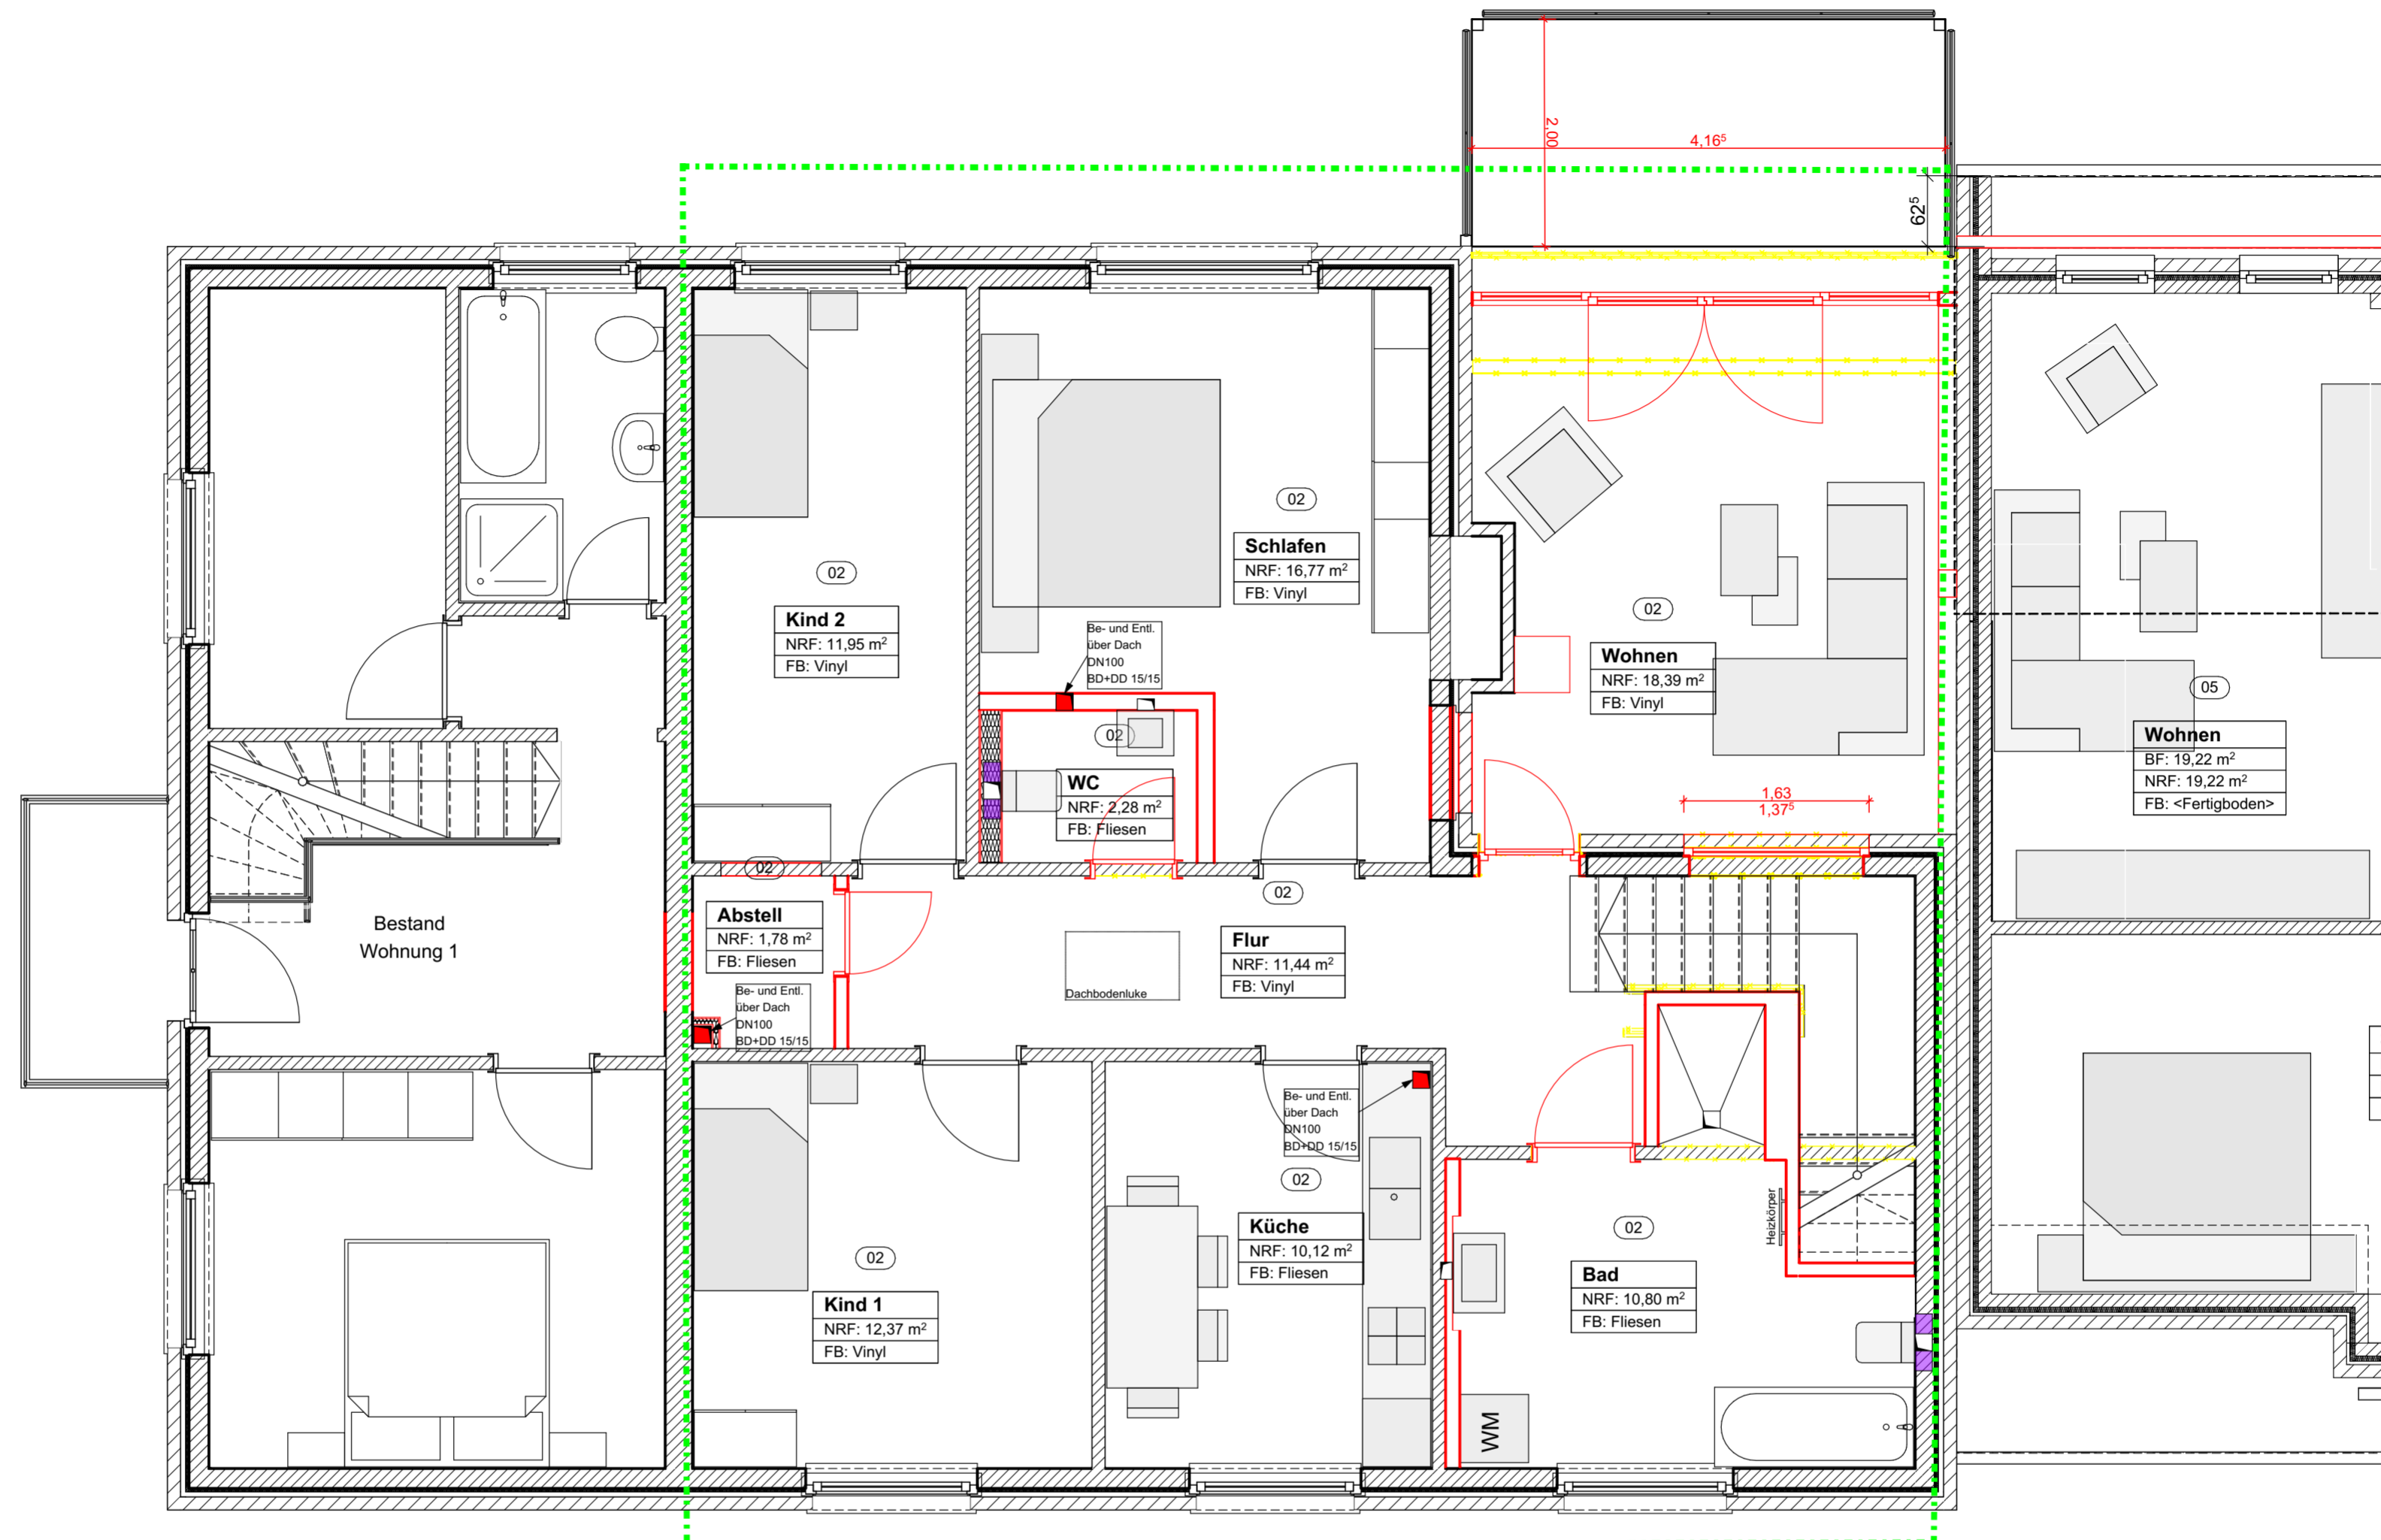 2,00
4,16⁵
62⁵
02
Schlafen
NRF: 16,77 m²
FB: Vinyl
02
Kind 2
NRF: 11,95 m²
FB: Vinyl
Be- und Entl.
über Dach
DN100
BD+DD 15/15
02
Wohnen
NRF: 18,39 m²
FB: Vinyl
05
Wohnen
BF: 19,22 m²
NRF: 19,22 m²
FB: <Fertigboden>
02
WC
NRF: 2,28 m²
FB: Fliesen
1,63
1,37⁵
Bestand
Wohnung 1
02
Abstell
NRF: 1,78 m²
FB: Fliesen
Be- und Entl.
über Dach
DN100
BD+DD 15/15
Dachbodenluke
02
Flur
NRF: 11,44 m²
FB: Vinyl
Be- und Entl.
über Dach
DN100
BD+DD 15/15
02
Küche
NRF: 10,12 m²
FB: Fliesen
02
Kind 1
NRF: 12,37 m²
FB: Vinyl
Heizkörper
02
Bad
NRF: 10,80 m²
FB: Fliesen
WM